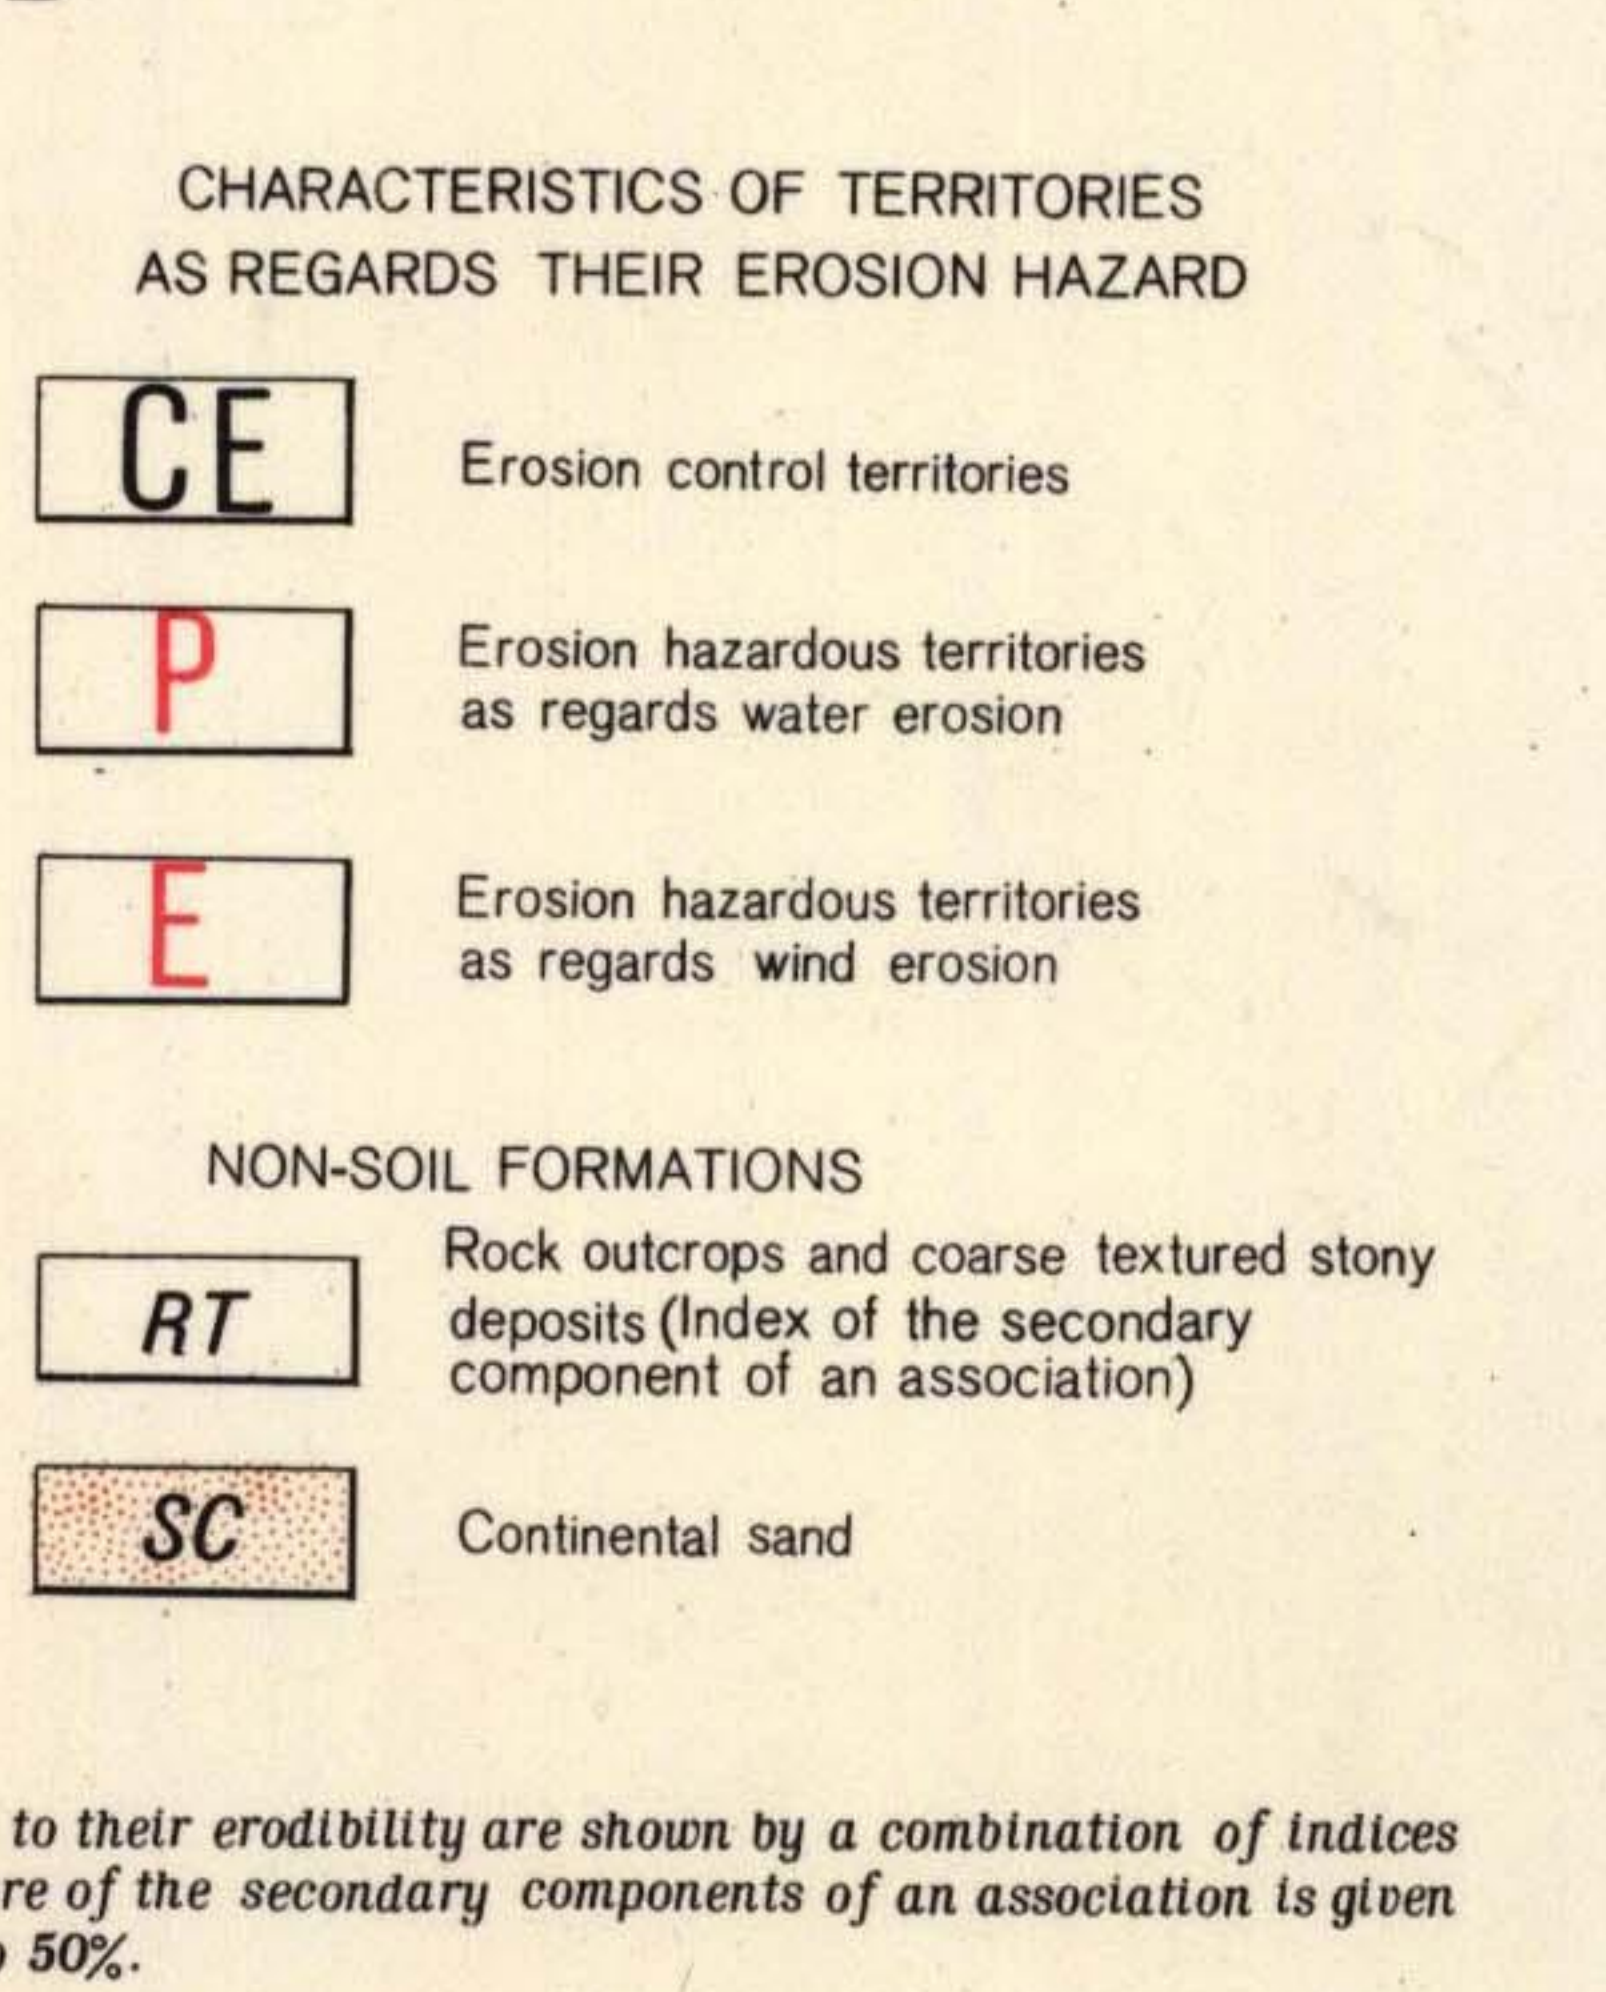 CHARACTERISTICS OF TERRITORIES
AS REGARDS THEIR EROSION HAZARD
CE
Erosion control territories
P
Erosion hazardous territories
as regards water erosion
E
Erosion hazardous territories
as regards wind erosion
NON-SOIL FORMATIONS
RT
Rock outcrops and coarse textured stony
deposits (Index of the secondary
component of an association)
SC
Continental sand
to their erodibility are shown by a combination of indices
re of the secondary components of an association is given
50%.